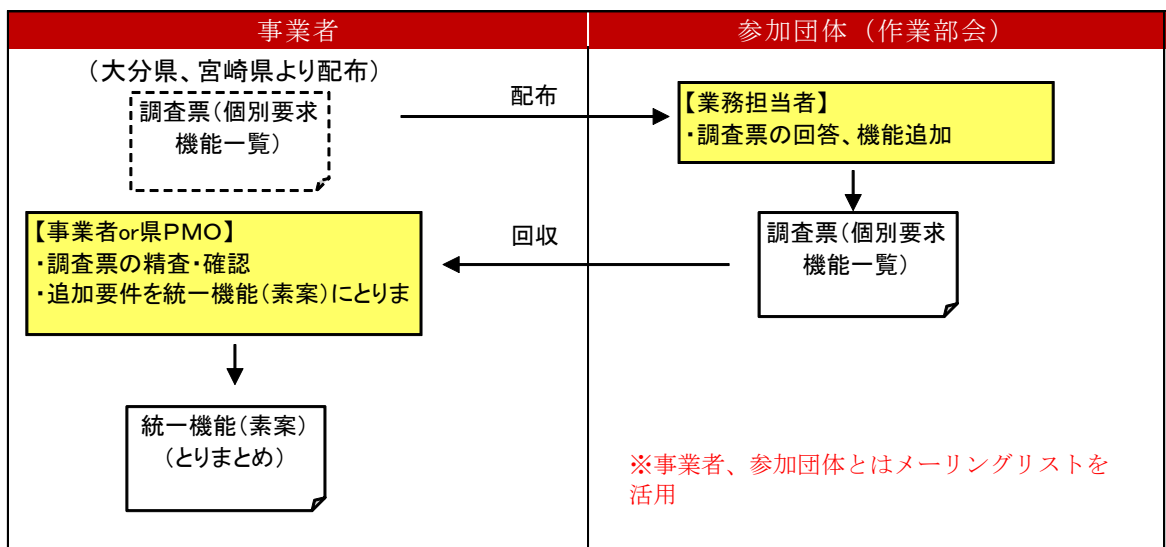 事業者
参加団体（作業部会）
（大分県、宮崎県より配布）
調査票（個別要求
機能一覧）
配布
【業務担当者】
・調査票の回答、機能追加
調査票（個別要求
機能一覧）
回収
【事業者or県PMO】
・調査票の精査・確認
・追加要件を統一機能（素案）にとりま
統一機能（素案）
（とりまとめ）
※事業者、参加団体とはメーリングリストを
活用